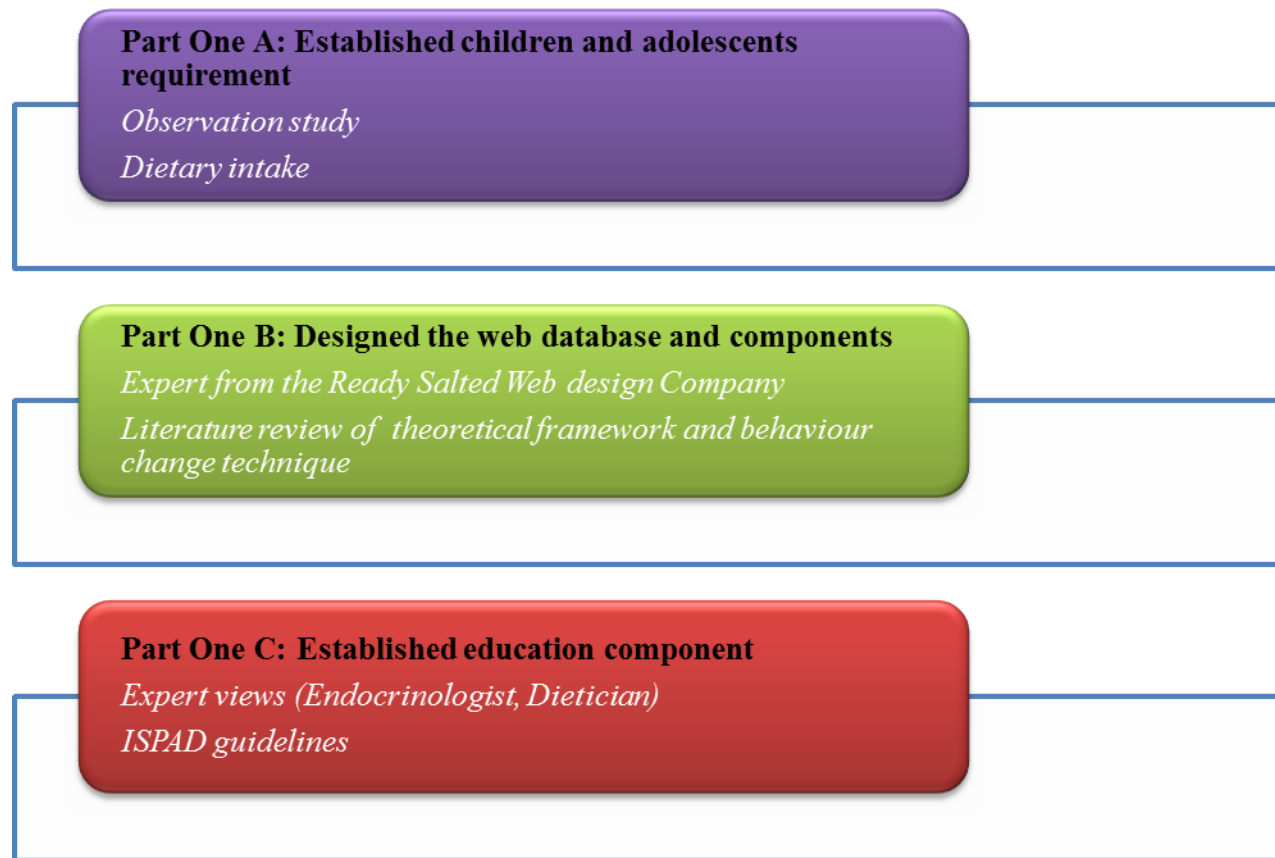 Part One A: Established children and adolescents
requirement
Observation study
Dietary intake
Part One B: Designed the web database and components
Expert from the Ready Salted Web design Company
Literature review of theoretical framework and behaviour
change technique
Part One C: Established education component
Expert views (Endocrinologist, Dietician)
ISPAD guidelines